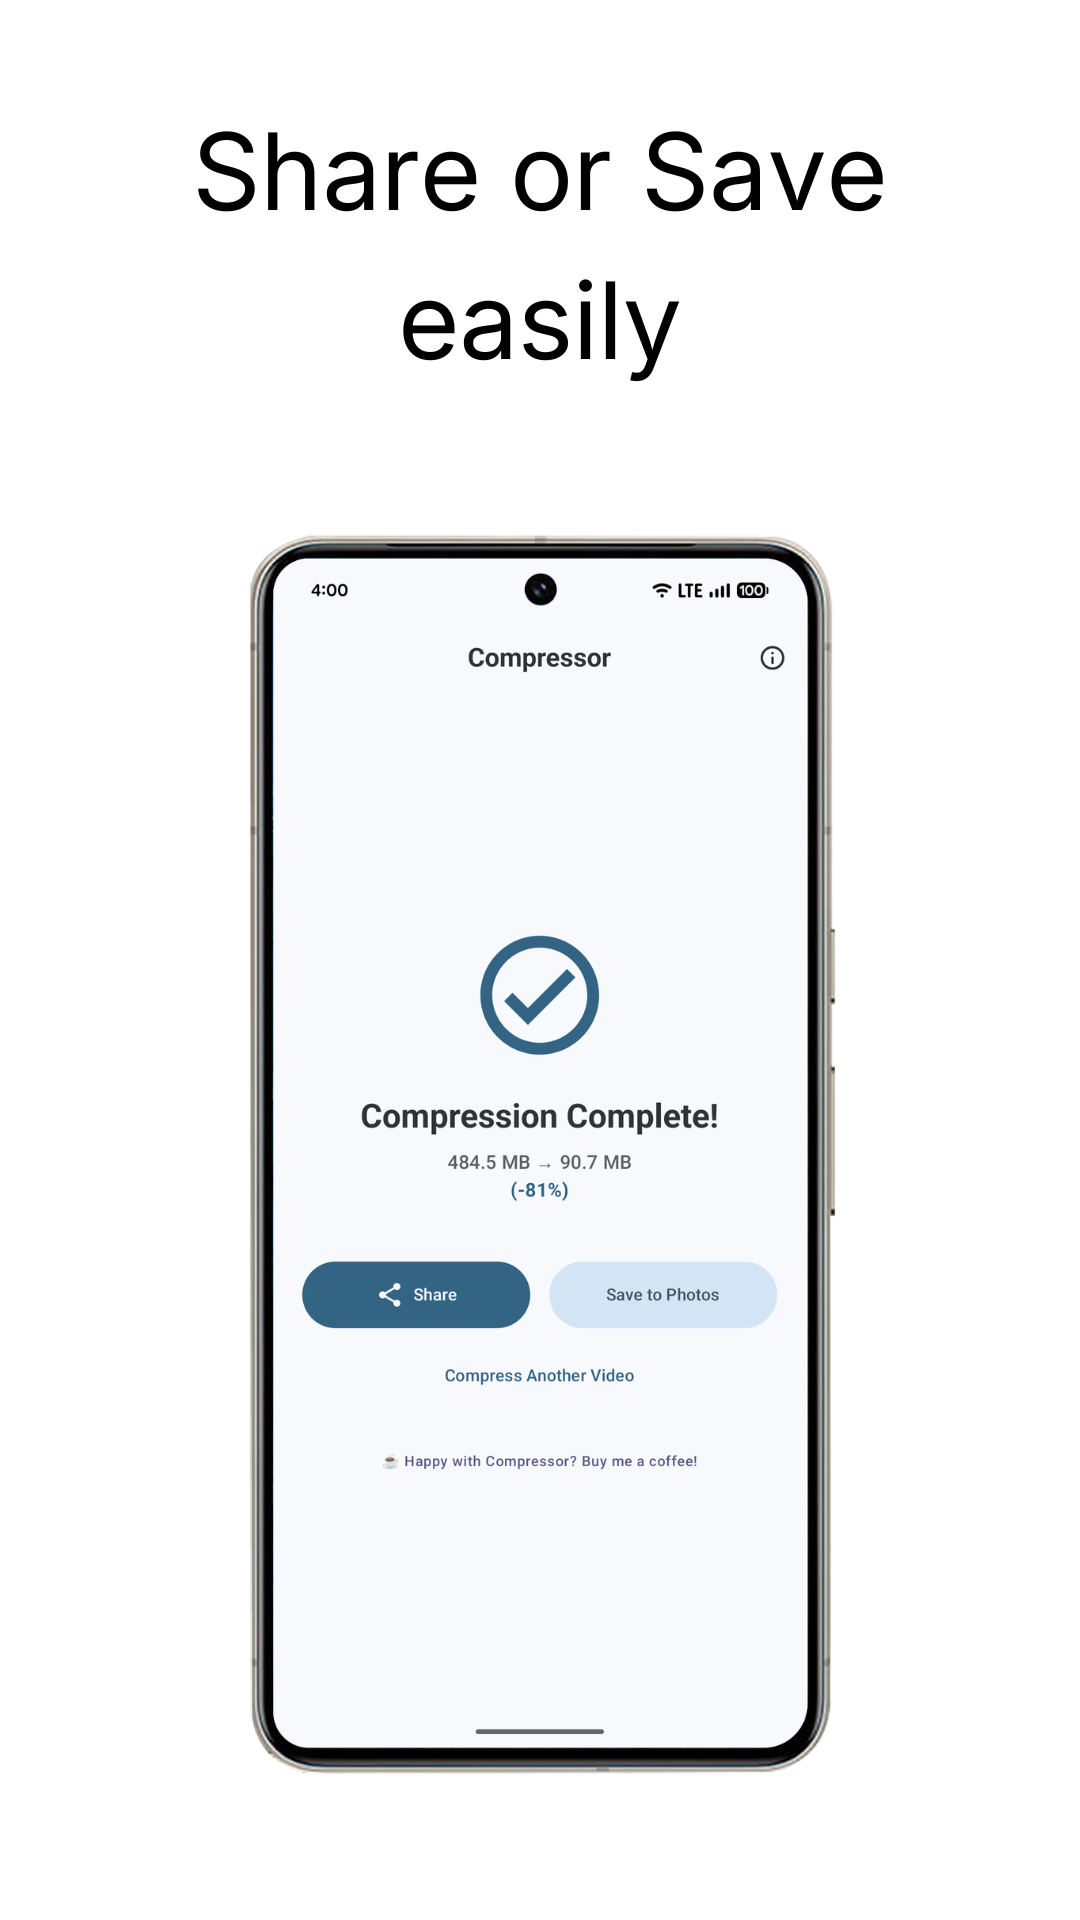 Share or Save
easily
4:00
LTE
100
Compressor
Compression Complete!
484.5 MB → 90.7 MB
(-81%)
Share
Save to Photos
Compress Another Video
☕ Happy with Compressor? Buy me a coffee!